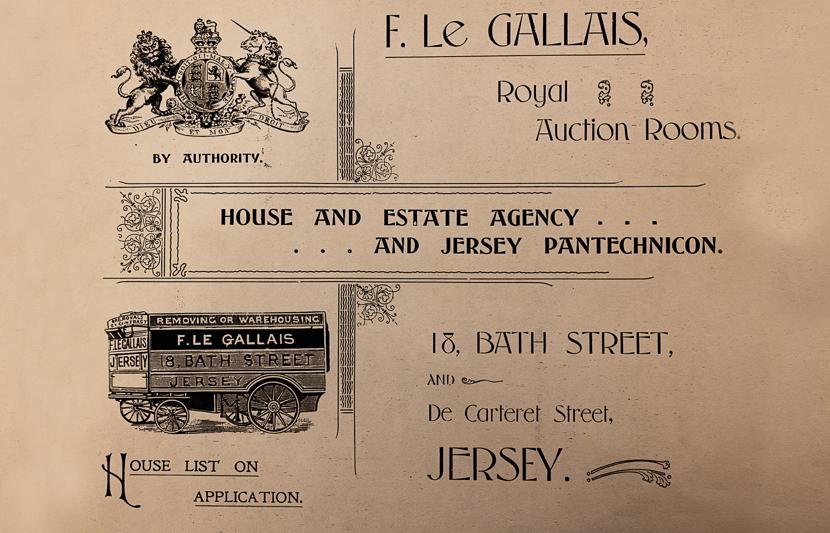 F. Le GALLAIS,
Royal
Auction Rooms.
DIEU ET MON DROIT
BY AUTHORITY.
HOUSE AND ESTATE AGENCY . . .
. . . AND JERSEY PANTECHNICON.
REMOVING OR WAREHOUSING
F. LE GALLAIS
18, BATH STREET
JERSEY
F. LE GALLAIS
JERSEY
HOUSE LIST ON
APPLICATION.
18, BATH STREET,
AND
De Carteret Street,
JERSEY.